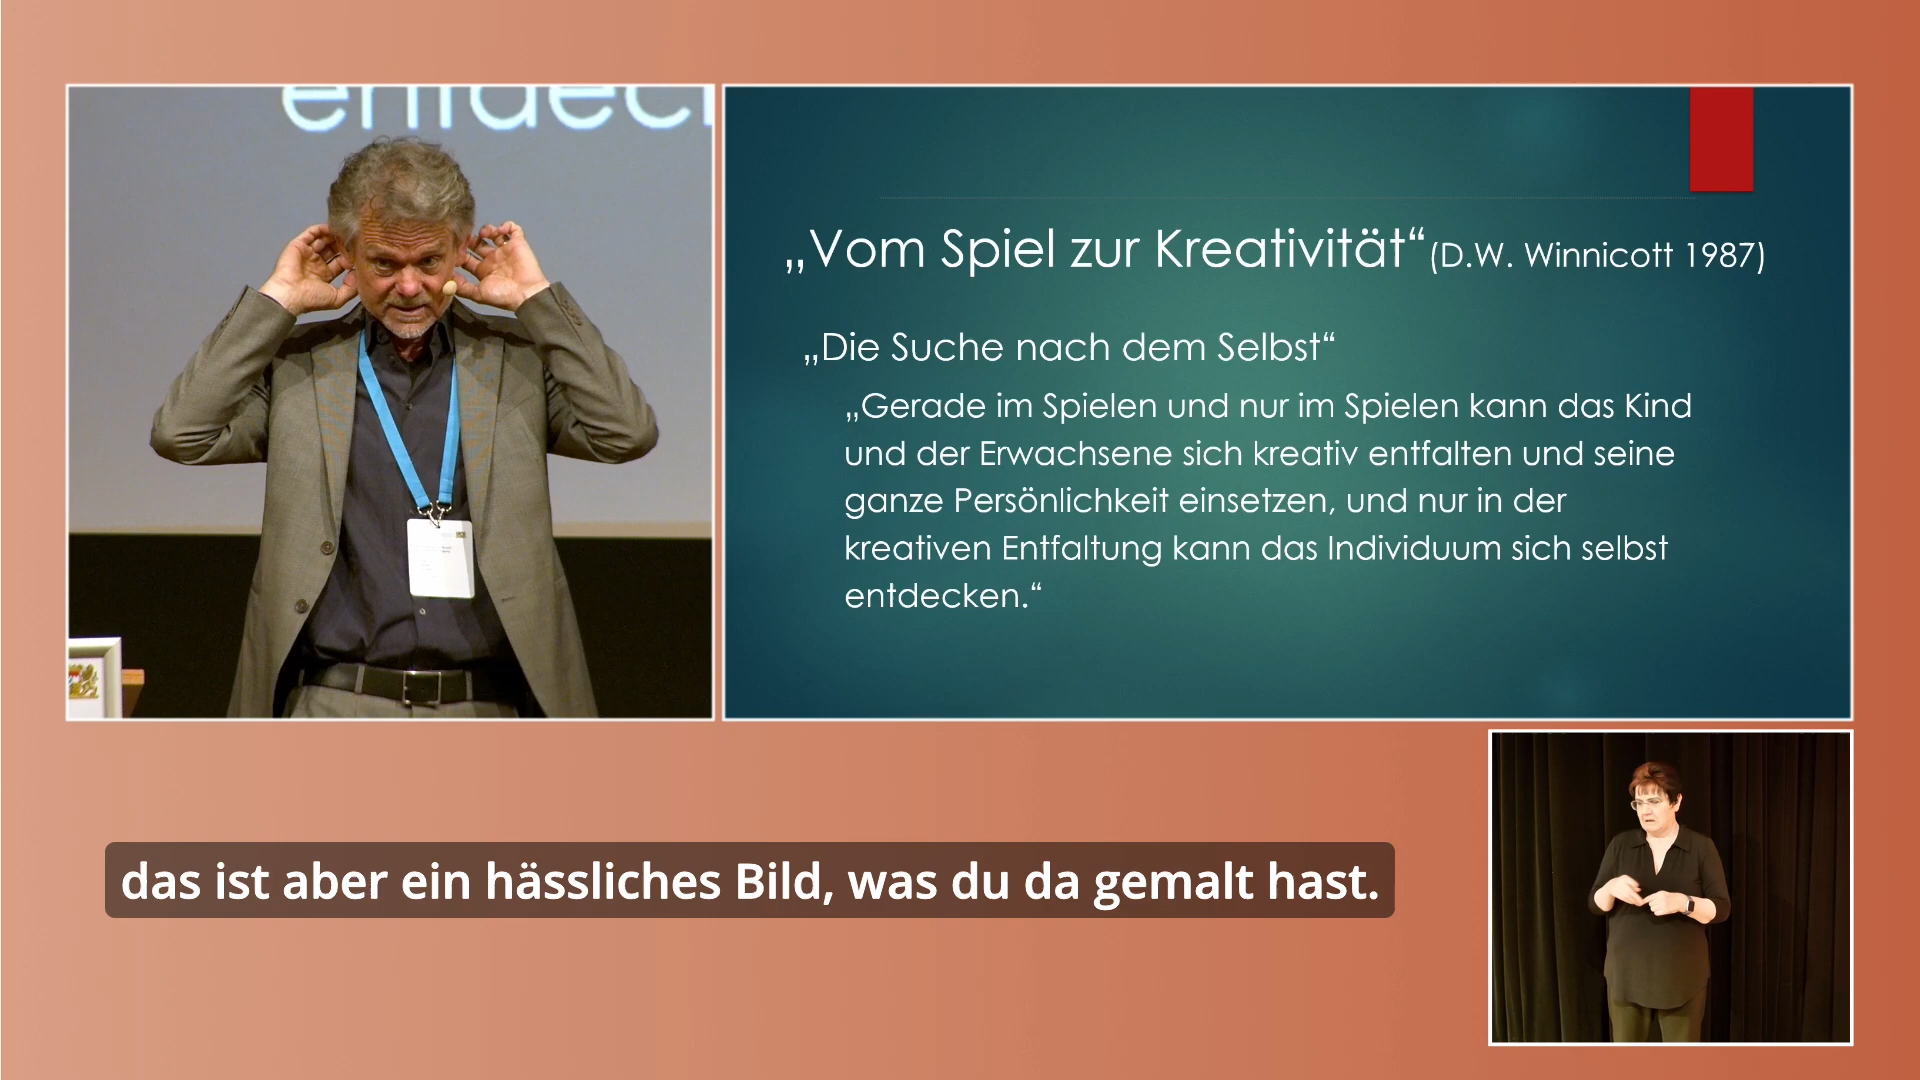 entdec
„Vom Spiel zur Kreativität“ (D.W. Winnicott 1987)
„Die Suche nach dem Selbst“
„Gerade im Spielen und nur im Spielen kann das Kind
und der Erwachsene sich kreativ entfalten und seine
ganze Persönlichkeit einsetzen, und nur in der
kreativen Entfaltung kann das Individuum sich selbst
entdecken.“
das ist aber ein hässliches Bild, was du da gemalt hast.